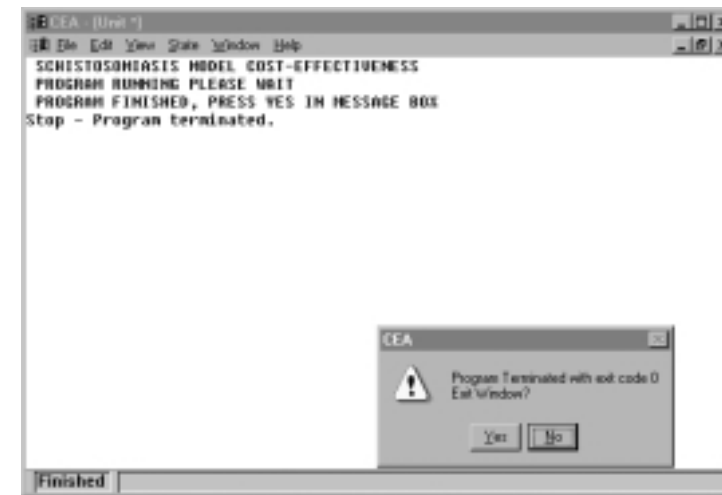 CEA - (Unit *)
File Edit View State Window Help
SCHISTOSOMIASIS MODEL COST-EFFECTIVENESS
PROGRAM RUNNING PLEASE WAIT
PROGRAM FINISHED, PRESS YES IN MESSAGE BOX
Stop - Program terminated.
CEA
Program Terminated with exit code 0
Exit Window?
Yes No
Finished